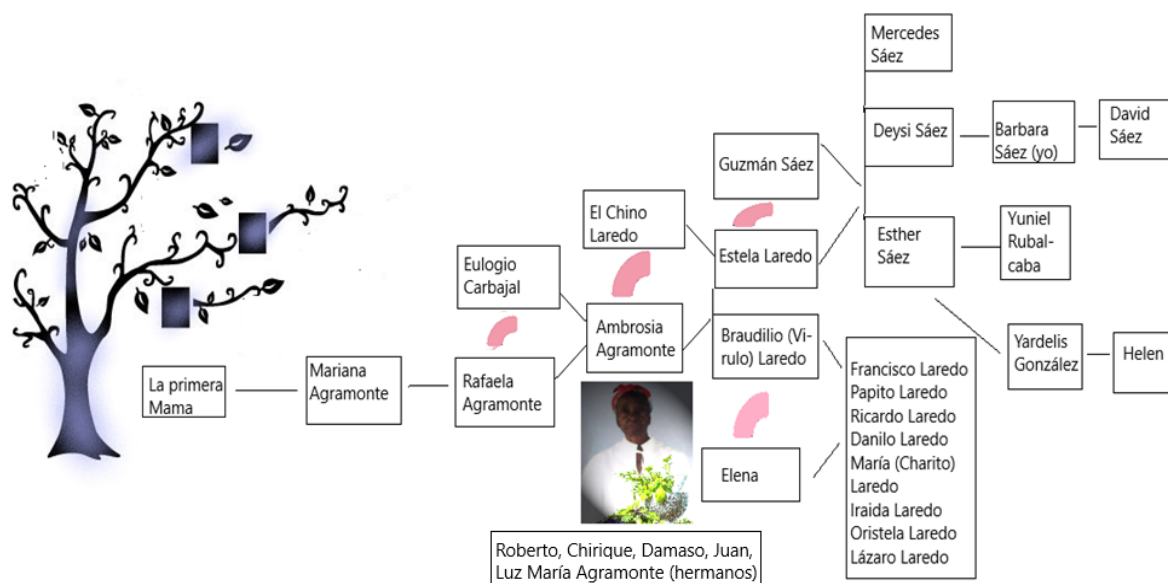 La primera
Mama
Mariana
Agramonte
Eulogio
Carbajal
Rafaela
Agramonte
El Chino
Laredo
Ambrosia
Agramonte
Roberto, Chirique, Damaso, Juan,
Luz María Agramonte (hermanos)
Guzmán Sáez
Estela Laredo
Braudilio (Vi-
rulo) Laredo
Elena
Mercedes
Sáez
Deysi Sáez
Esther
Sáez
Francisco Laredo
Papito Laredo
Ricardo Laredo
Danilo Laredo
María (Charito)
Laredo
Iraida Laredo
Oristela Laredo
Lázaro Laredo
Barbara
Sáez (yo)
David
Sáez
Yuniel
Rubal-
caba
Yardelis
González
Helen